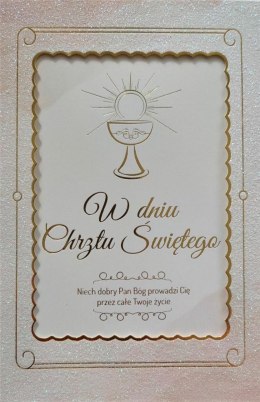 W dniu
Chrztu Świętego
Niech dobry Pan Bóg prowadzi Cię
przez całe Twoje życie